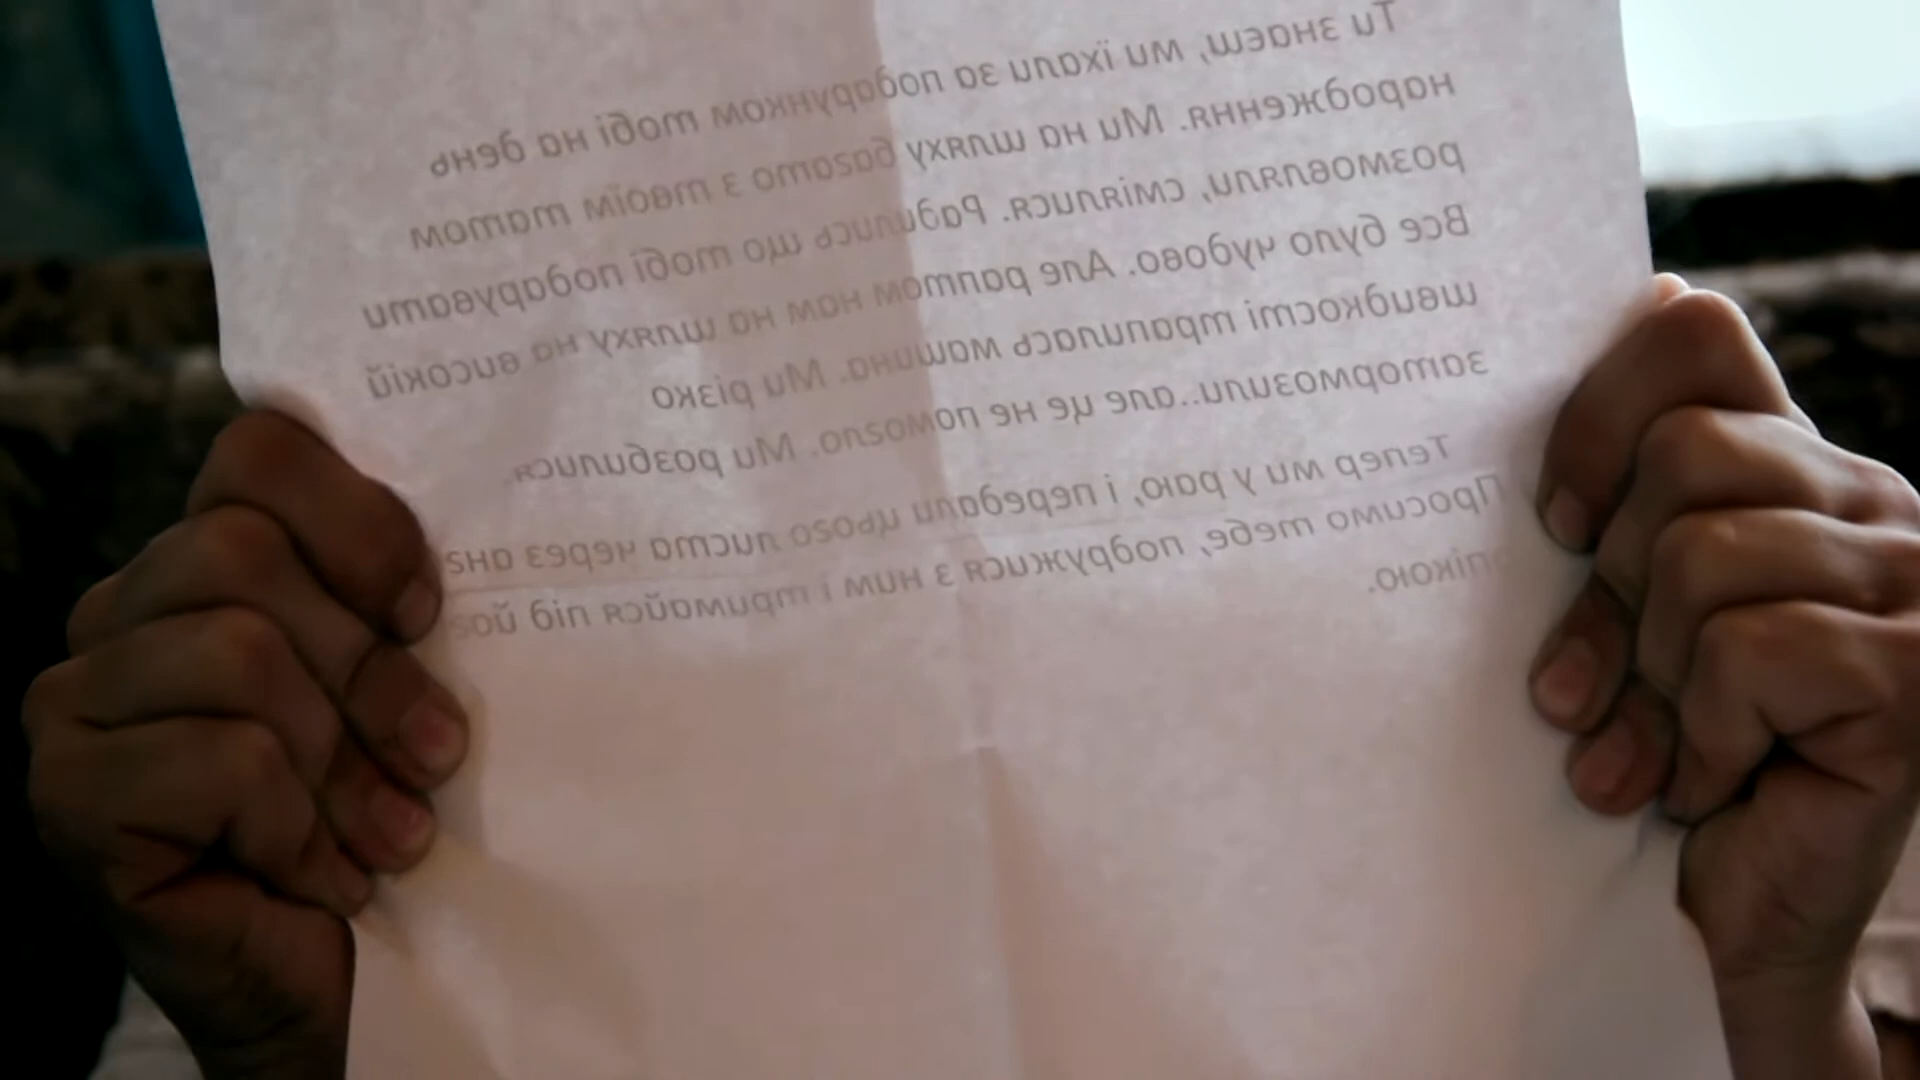 Ти знаєш, ми їхали за подарунком тобі на день
народження. Ми на шляху багато з твоїм татом
розмовляли, сміялися. Радились що тобі подарувати
Все було чудово. Але раптом нам на шляху на високій
швидкості трапилась машина. Ми різко
затормозили..але це не помогло. Ми розбилися.
Тепер ми у раю, і передали цього листа через
Просимо тебе, подружися з ним і тримайся під його